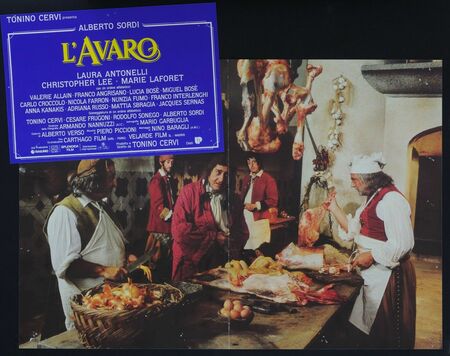 TONINO CERVI presenta
ALBERTO SORDI
L'AVARO
LAURA ANTONELLI
CHRISTOPHER LEE · MARIE LAFORET
VALERIE ALLAIN · FRANCO ANGRISANO · LUCIA BOSÈ · MIGUEL BOSÈ
CARLO CROCCOLO · NICOLA FARRON · NUNZIA FUMO · FRANCO INTERLENGHI
ANNA KANAKIS · ADRIANA RUSSO · MATTIA SBRAGIA · JACQUES SERNAS
TONINO CERVI · CESARE FRUGONI · RODOLFO SONEGO · ALBERTO SORDI
ARMANDO NANNUZZI MARIO GARBUGLIA
ALBERTO VERSO PIERO PICCIONI NINO BARAGLI
CARTHAGO FILM VELARDE FILM
TONINO CERVI